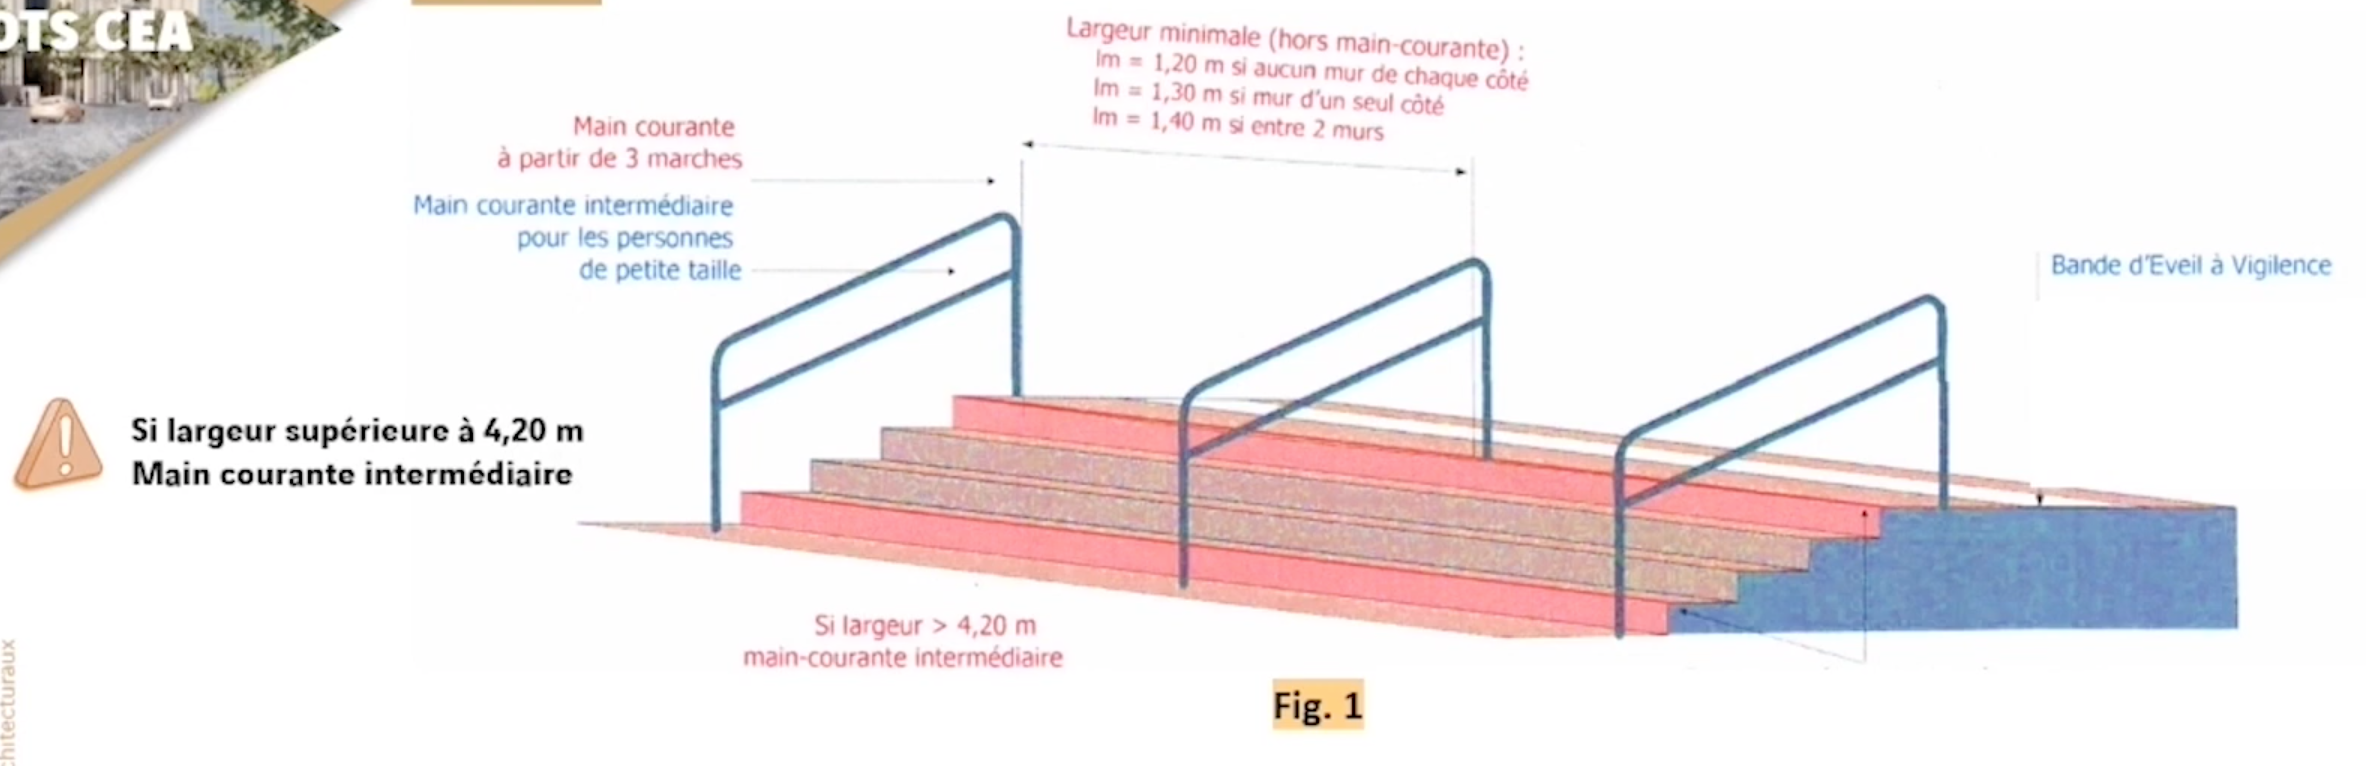 OTS CEA
Largeur minimale (hors main-courante) :
lm = 1,20 m si aucun mur de chaque côté
lm = 1,30 m si mur d'un seul côté
lm = 1,40 m si entre 2 murs
Main courante
à partir de 3 marches
Main courante intermédiaire
pour les personnes
de petite taille
Bande d'Eveil à Vigilence
Si largeur supérieure à 4,20 m
Main courante intermédiaire
Si largeur > 4,20 m
main-courante intermédiaire
Fig. 1
hitecturaux